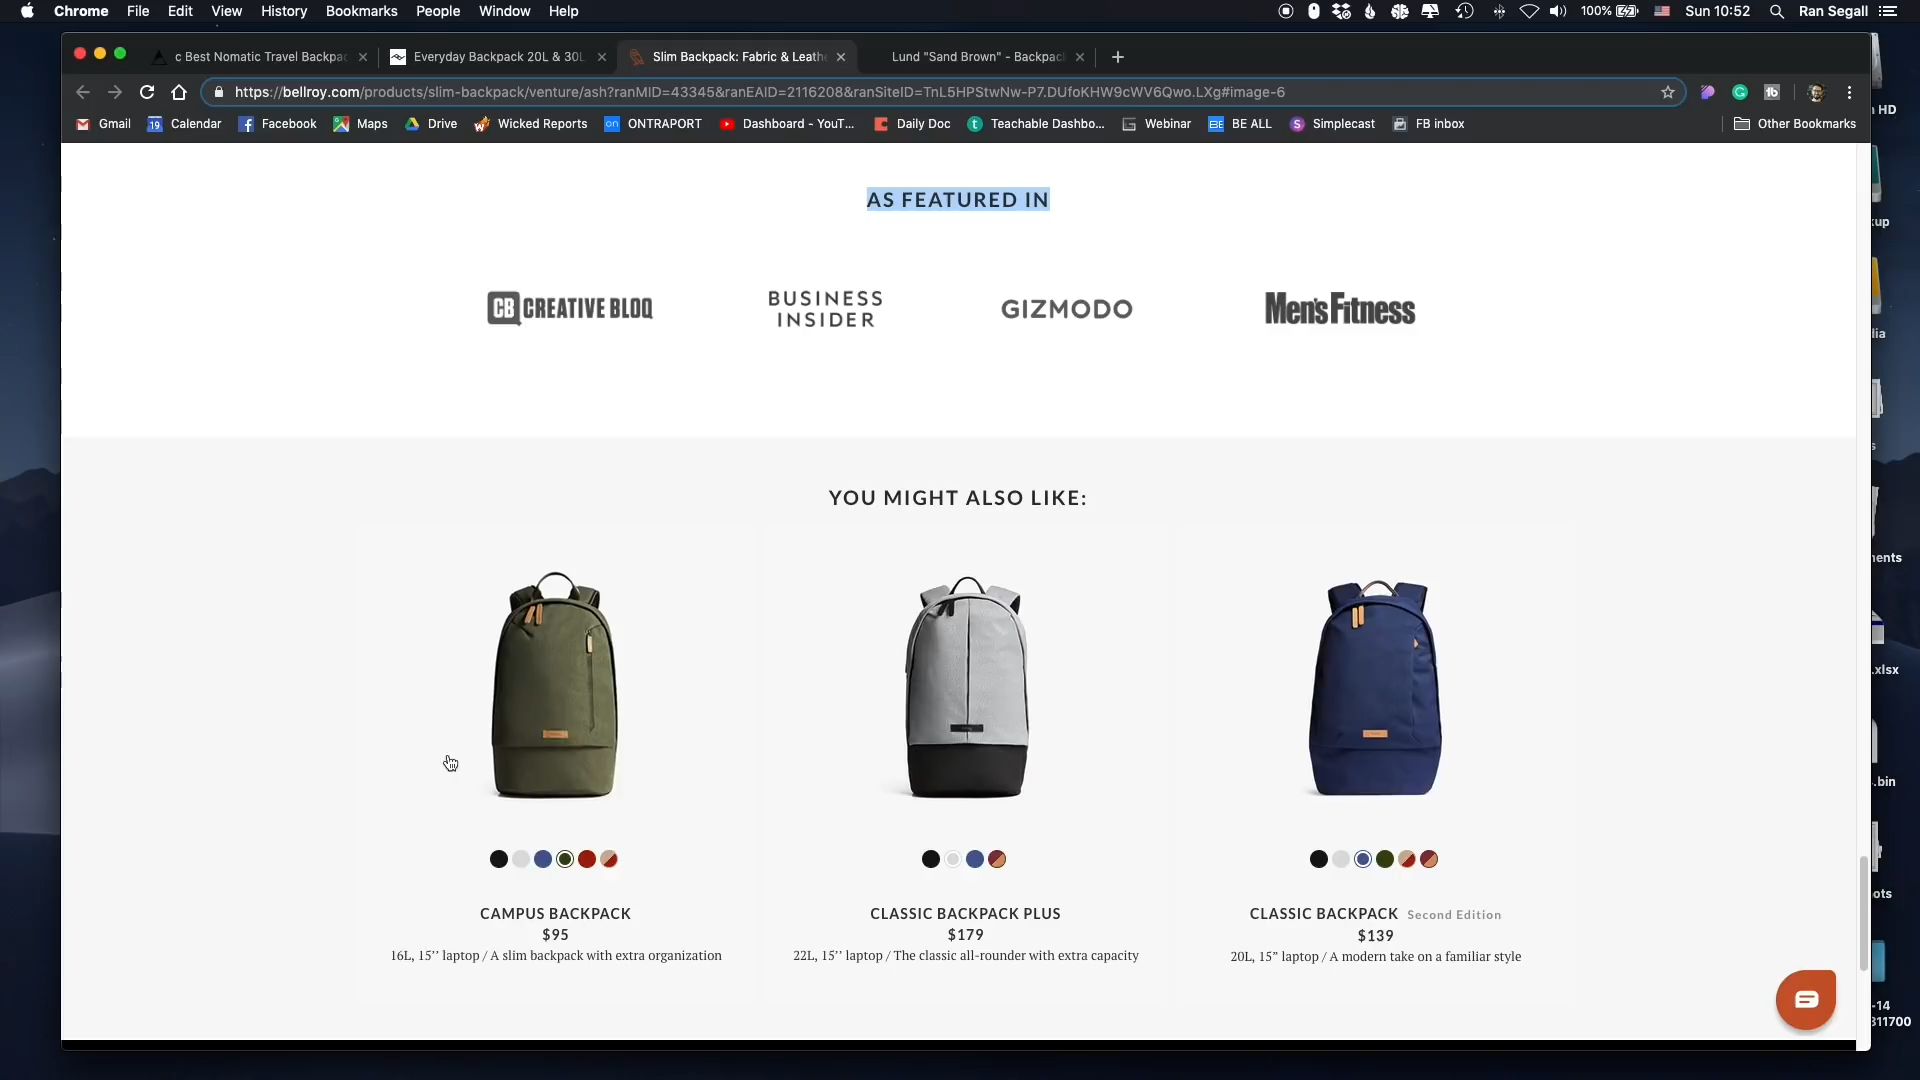 Chrome File Edit View History Bookmarks People Window Help 100% Sun 10:52 Ran Segall
c Best Nomatic Travel Backpac Everyday Backpack 20L & 30L Slim Backpack: Fabric & Leathe Lund "Sand Brown" - Backpac
https://bellroy.com/products/slim-backpack/venture/ash?ranMID=43345&ranEAID=2116208&ranSiteID=TnL5HPStwNw-P7.DUfoKHW9cWV6Qwo.LXg#image-6
Gmail Calendar Facebook Maps Drive Wicked Reports ONTRAPORT Dashboard - YouT... Daily Doc Teachable Dashbo... Webinar BE ALL Simplecast FB inbox Other Bookmarks
AS FEATURED IN
CB CREATIVE BLOQ
BUSINESS
INSIDER
GIZMODO
Men's Fitness
YOU MIGHT ALSO LIKE:
CAMPUS BACKPACK
$95
16L, 15’’ laptop / A slim backpack with extra organization
CLASSIC BACKPACK PLUS
$179
22L, 15’’ laptop / The classic all-rounder with extra capacity
CLASSIC BACKPACK Second Edition
$139
20L, 15” laptop / A modern take on a familiar style
HD
.xlsx
.bin
-14
311700